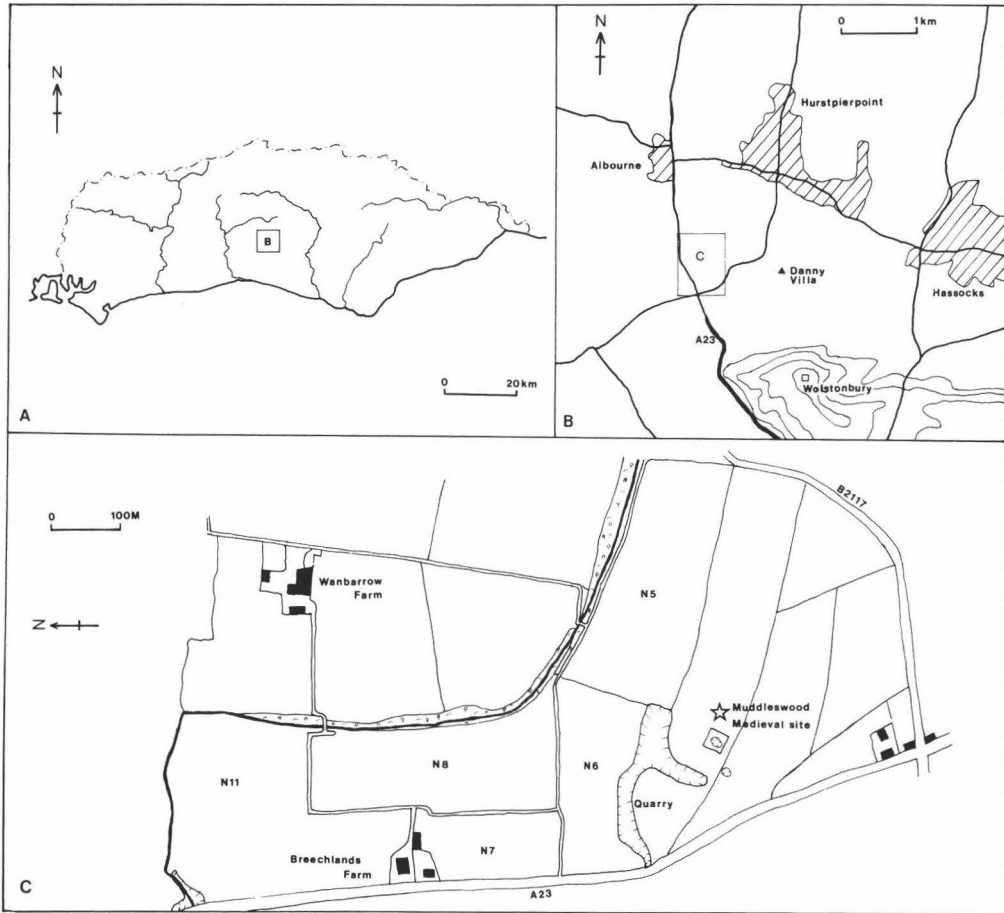 N
B
0 20km
A
N
0 1km
Hurstpierpoint
Albourne
C
Danny
Villa
Hassocks
A23
Wolstonbury
B
0 100M
N
Wanbarrow
Farm
B2117
N5
Muddleswood
Medieval site
N11
N8
N6
Quarry
N7
Breechlands
Farm
A23
C